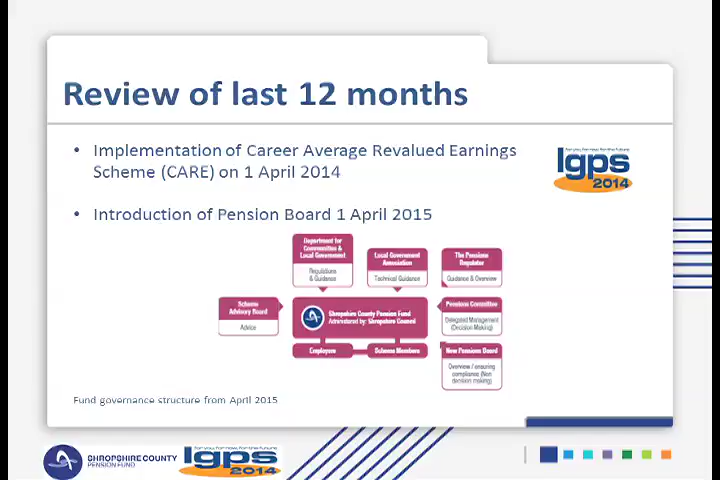 Review of last 12 months
• Implementation of Career Average Revalued Earnings
Scheme (CARE) on 1 April 2014
lgps
2014
• Introduction of Pension Board 1 April 2015
Department for
Communities &
Local Government
Regulations
& Guidance
Local Government
Association
Technical Guidance
The Pensions
Regulator
Guidance & Overview
Scheme
Advisory Board
Advice
Shropshire County Pension Fund
Administered by: Shropshire Council
Pensions Committee
Delegated Management
(Decision Making)
Employers
Scheme Members
New Pensions Board
Overview / ensuring
compliance (Non
decision making)
Fund governance structure from April 2015
SHROPSHIRE COUNTY
PENSION FUND
lgps
2014